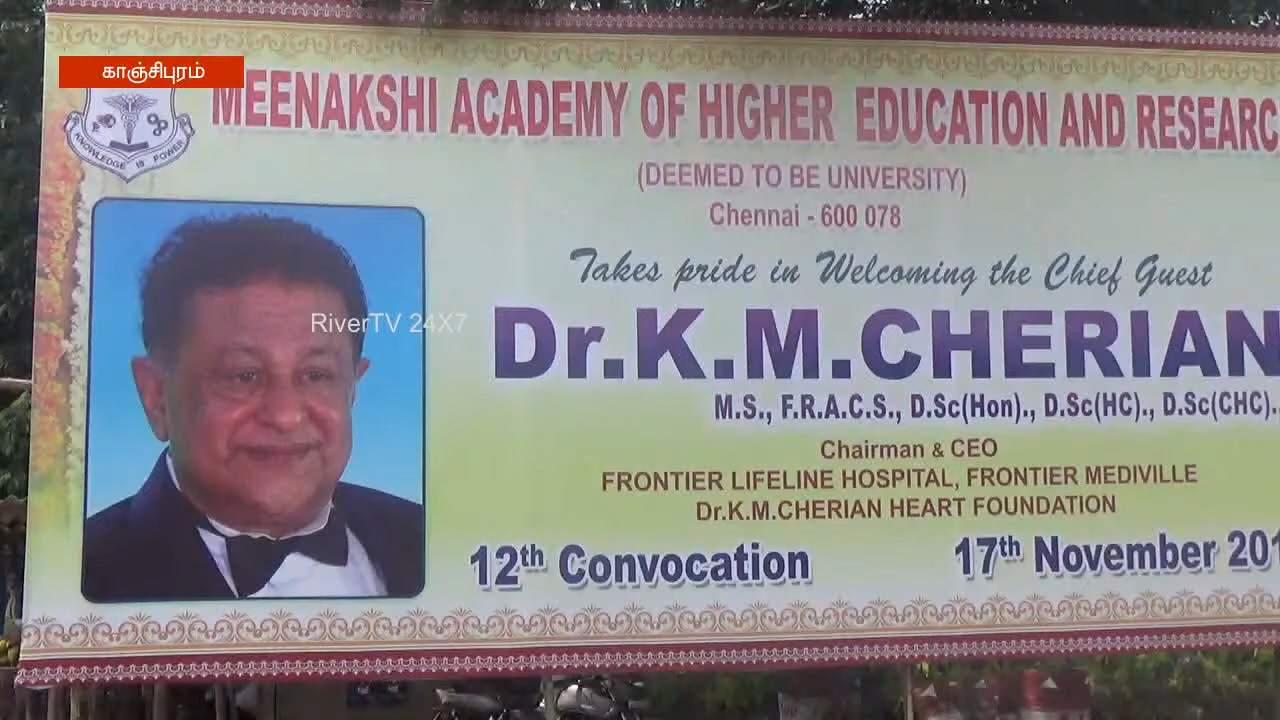 காஞ்சிபுரம்
KNOWLEDGE IS POWER
MEENAKSHI ACADEMY OF HIGHER EDUCATION AND RESEARC
(DEEMED TO BE UNIVERSITY)
Chennai - 600 078
Takes pride in Welcoming the Chief Guest
RiverTV 24X7
Dr.K.M.CHERIAN
M.S., F.R.A.C.S., D.Sc(Hon)., D.Sc(HC)., D.Sc(CHC).,
Chairman & CEO
FRONTIER LIFELINE HOSPITAL, FRONTIER MEDIVILLE
Dr.K.M.CHERIAN HEART FOUNDATION
12th Convocation 17th November 201